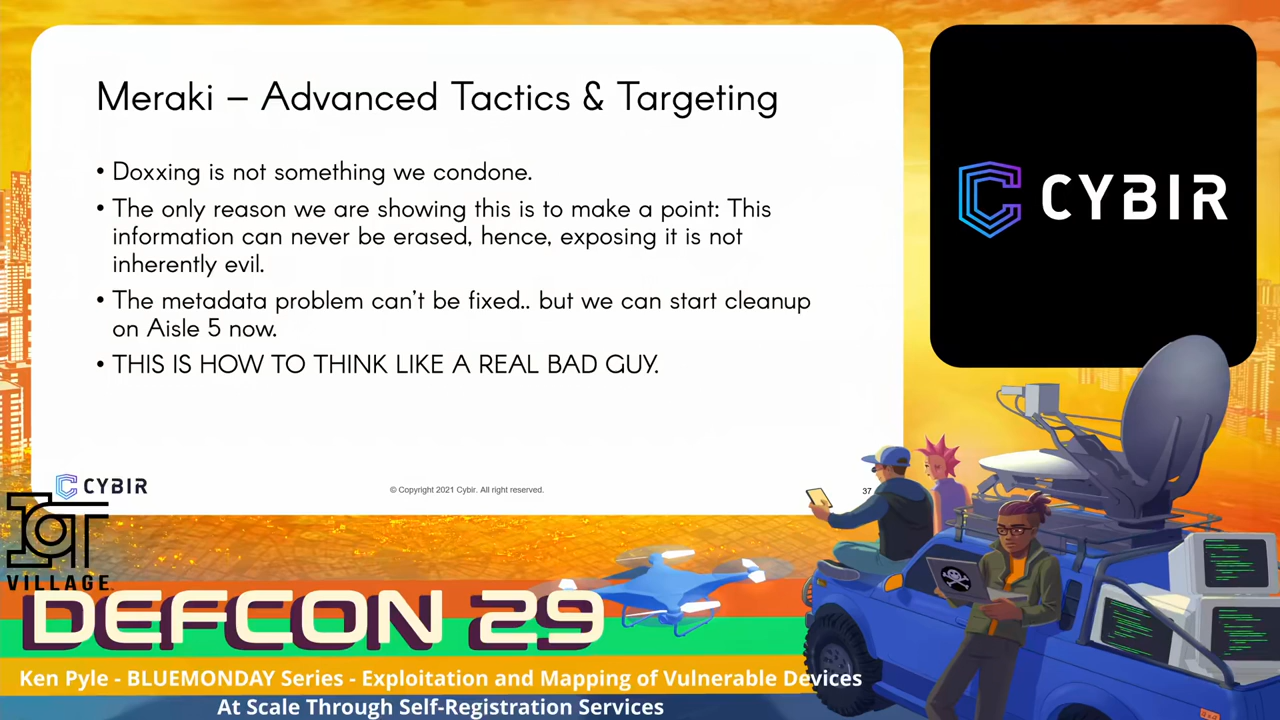 Meraki – Advanced Tactics & Targeting
• Doxxing is not something we condone.
• The only reason we are showing this is to make a point: This
information can never be erased, hence, exposing it is not
inherently evil.
• The metadata problem can't be fixed.. but we can start cleanup
on Aisle 5 now.
• THIS IS HOW TO THINK LIKE A REAL BAD GUY.
CYBIR
© Copyright 2021 Cybir. All right reserved.
37
CYBIR
IOT
VILLAGE
DEFCON 29
Ken Pyle - BLUEMONDAY Series - Exploitation and Mapping of Vulnerable Devices
At Scale Through Self-Registration Services